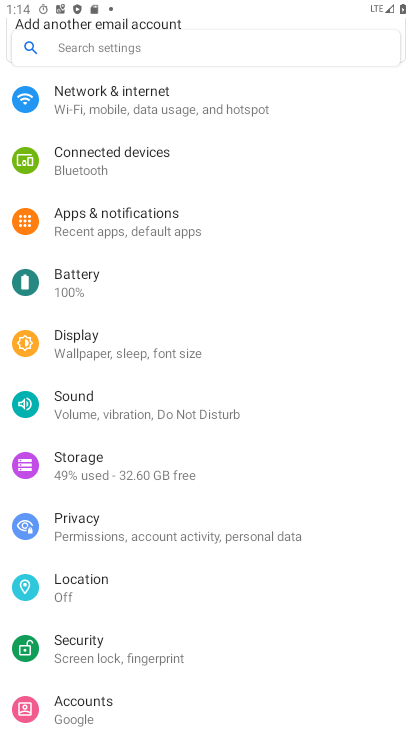 1:14
LTE
Add another email account
Search settings
Network & internet
Wi-Fi, mobile, data usage, and hotspot
Connected devices
Bluetooth
Apps & notifications
Recent apps, default apps
Battery
100%
Display
Wallpaper, sleep, font size
Sound
Volume, vibration, Do Not Disturb
Storage
49% used - 32.60 GB free
Privacy
Permissions, account activity, personal data
Location
Off
Security
Screen lock, fingerprint
Accounts
Google